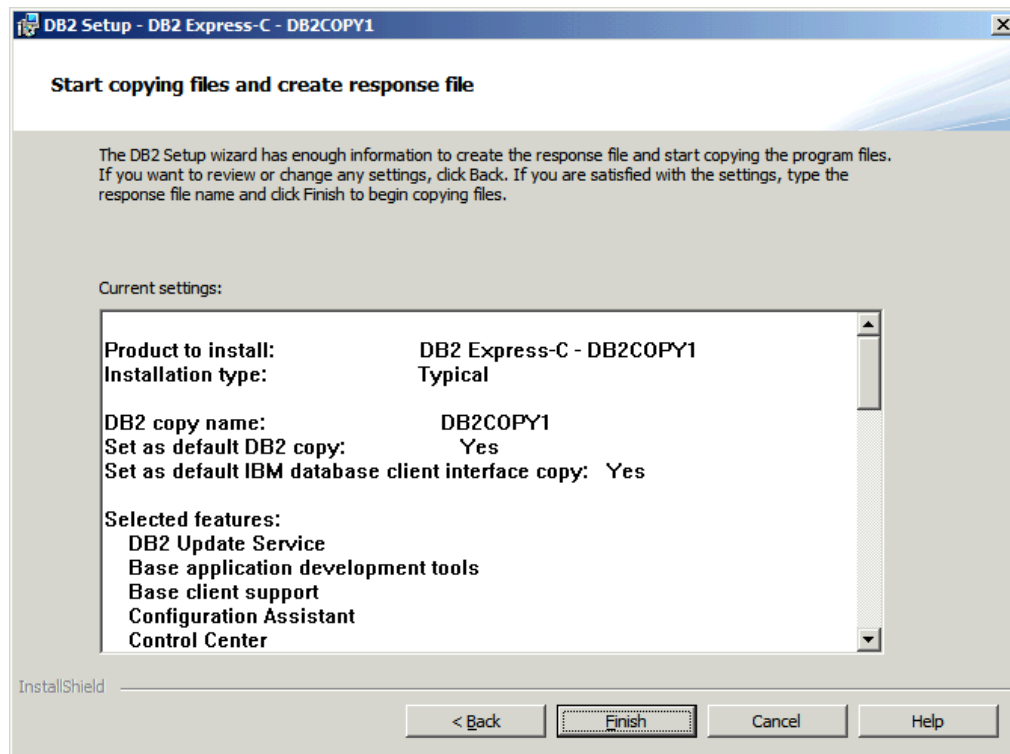 DB2 Setup - DB2 Express-C - DB2COPY1
Start copying files and create response file
The DB2 Setup wizard has enough information to create the response file and start copying the program files.
If you want to review or change any settings, click Back. If you are satisfied with the settings, type the
response file name and click Finish to begin copying files.
Current settings:
Product to install: DB2 Express-C - DB2COPY1
Installation type: Typical
DB2 copy name: DB2COPY1
Set as default DB2 copy: Yes
Set as default IBM database client interface copy: Yes
Selected features:
DB2 Update Service
Base application development tools
Base client support
Configuration Assistant
Control Center
InstallShield
< Back Finish Cancel Help